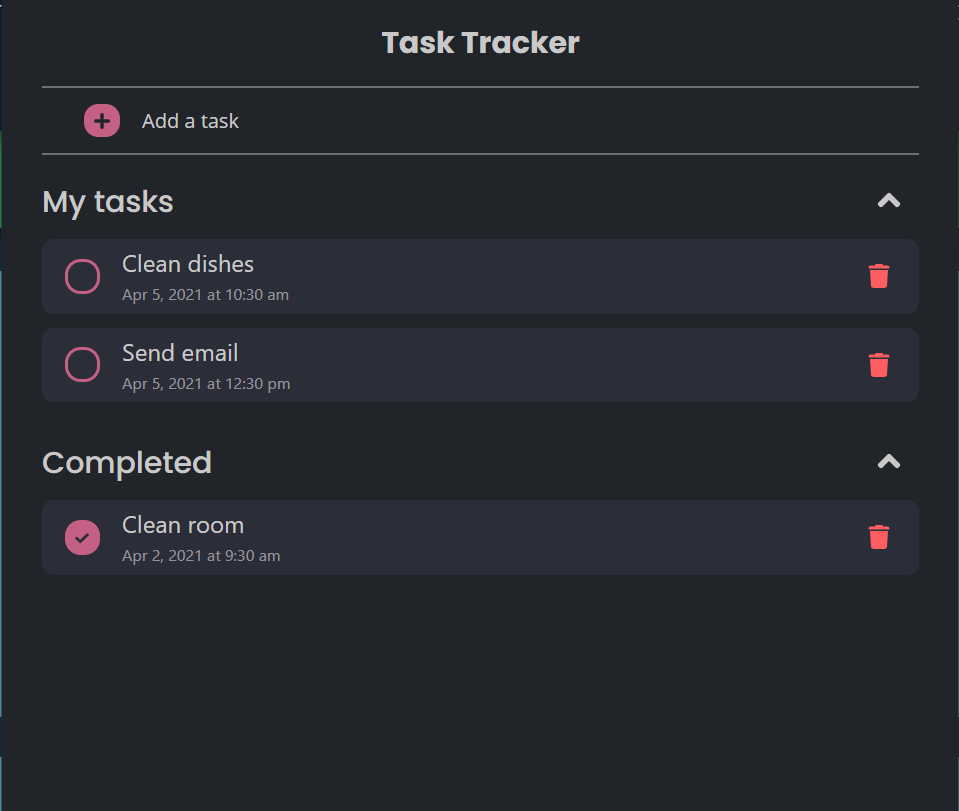 Task Tracker
Add a task
My tasks
Clean dishes
Apr 5, 2021 at 10:30 am
Send email
Apr 5, 2021 at 12:30 pm
Completed
Clean room
Apr 2, 2021 at 9:30 am